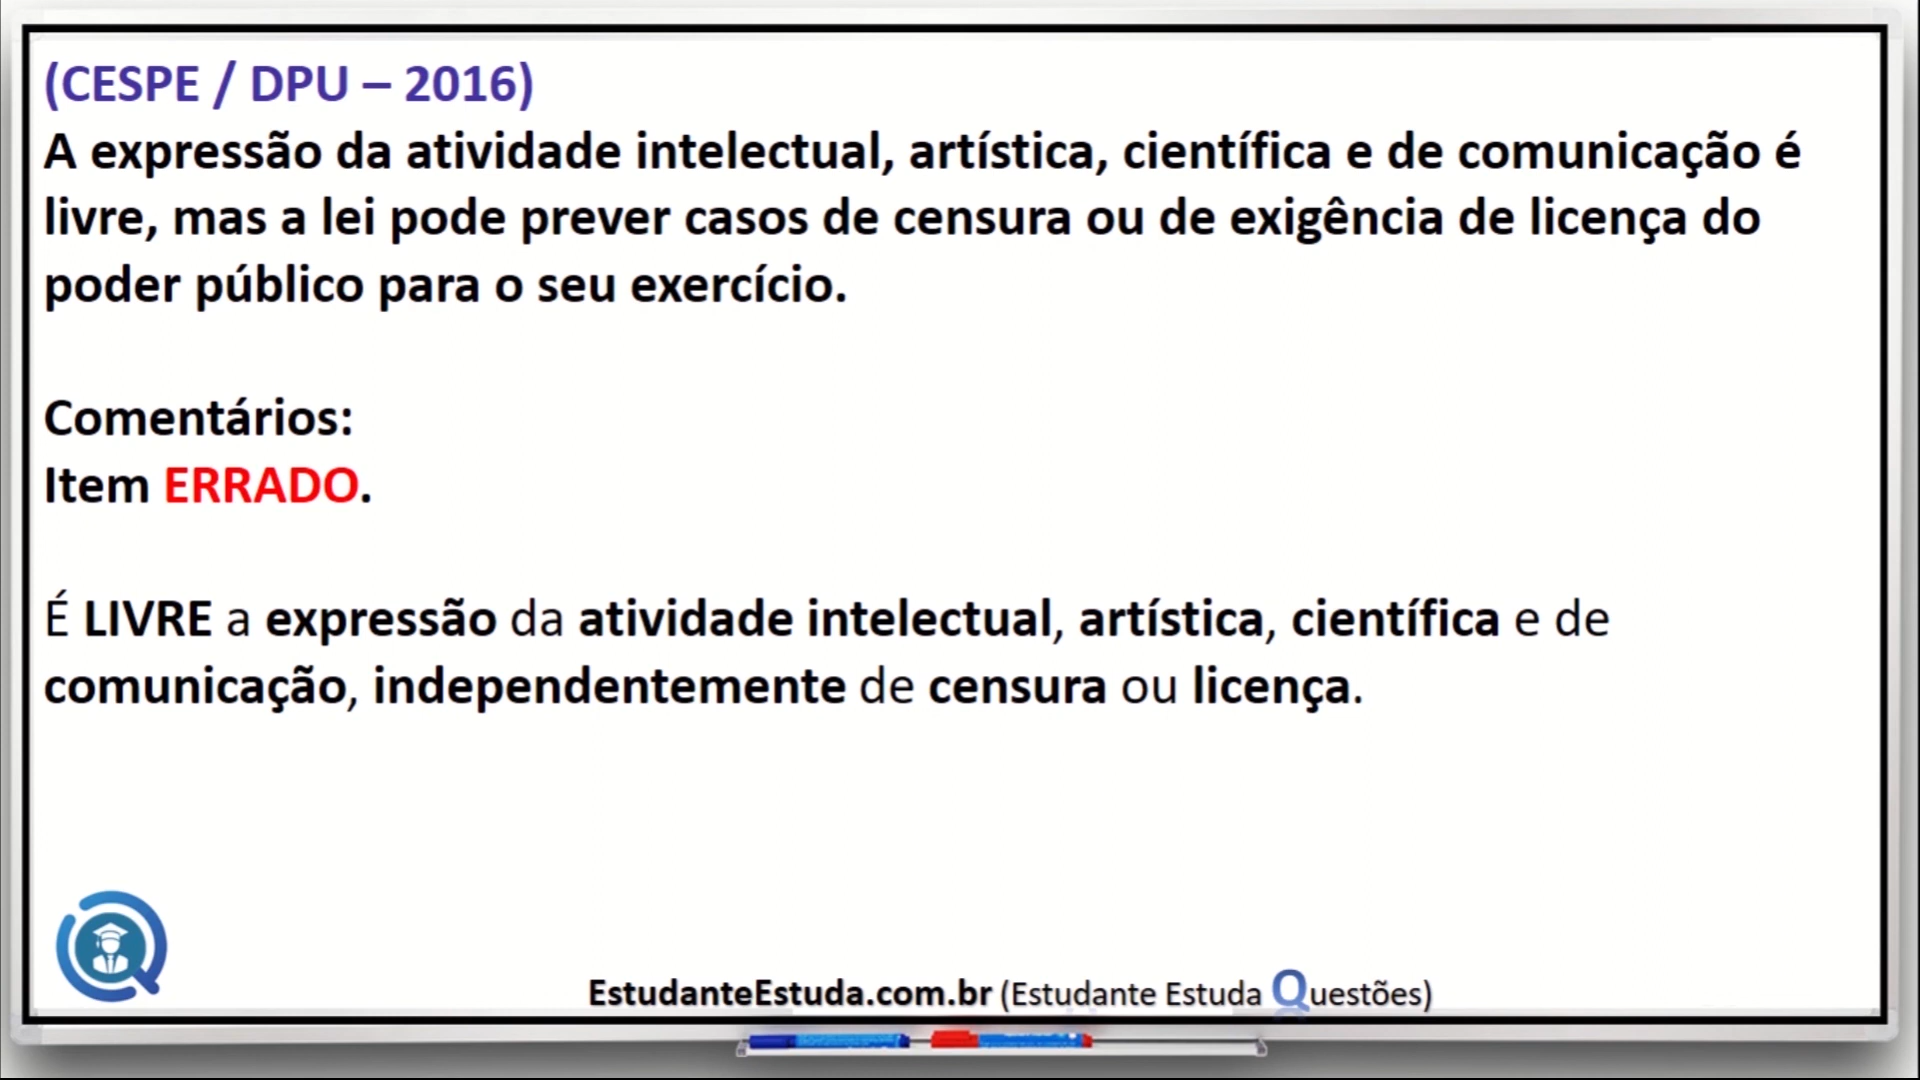 (CESPE / DPU – 2016)
A expressão da atividade intelectual, artística, científica e de comunicação é
livre, mas a lei pode prever casos de censura ou de exigência de licença do
poder público para o seu exercício.
Comentários:
Item ERRADO.
É LIVRE a expressão da atividade intelectual, artística, científica e de
comunicação, independentemente de censura ou licença.
EstudanteEstuda.com.br (Estudante Estuda Questões)